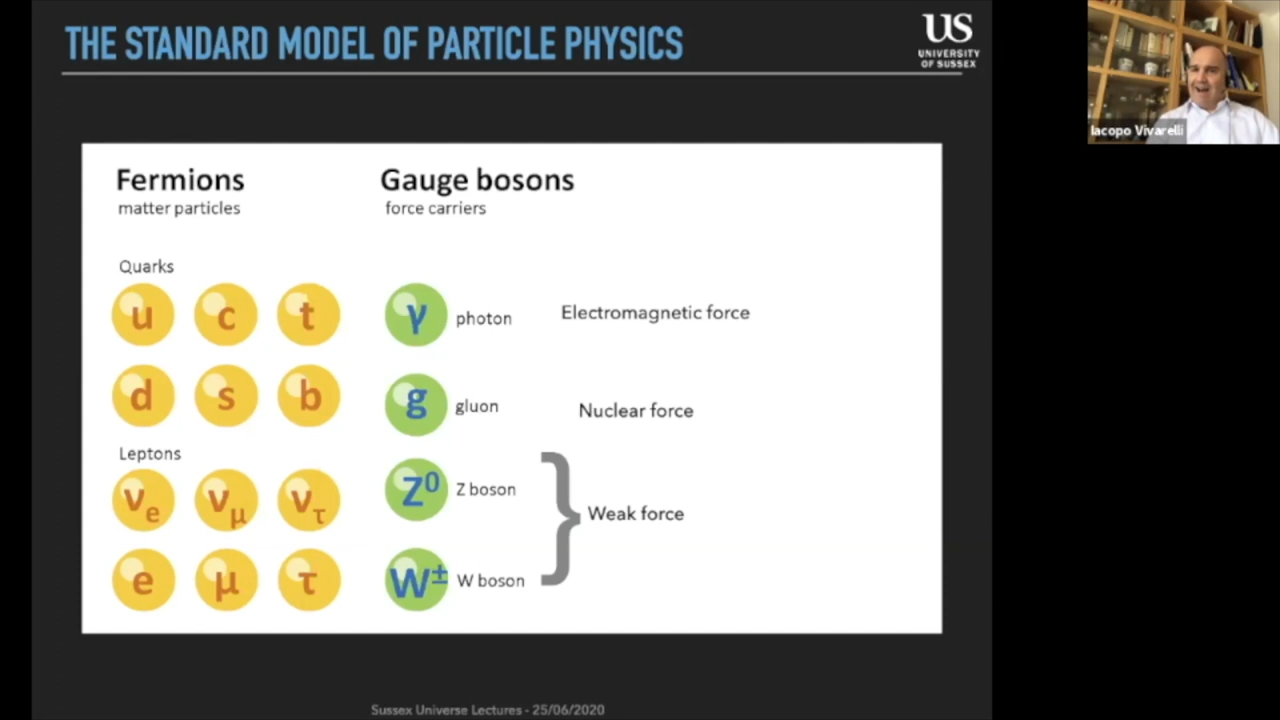 THE STANDARD MODEL OF PARTICLE PHYSICS
US
UNIVERSITY
OF SUSSEX
Iacopo Vivarelli
Fermions
matter particles
Gauge bosons
force carriers
Quarks
u c t
γ photon Electromagnetic force
d s b
g gluon Nuclear force
Leptons
νe νμ ντ
Z⁰ Z boson
Weak force
e μ τ
W± W boson
Sussex Universe Lectures - 25/06/2020